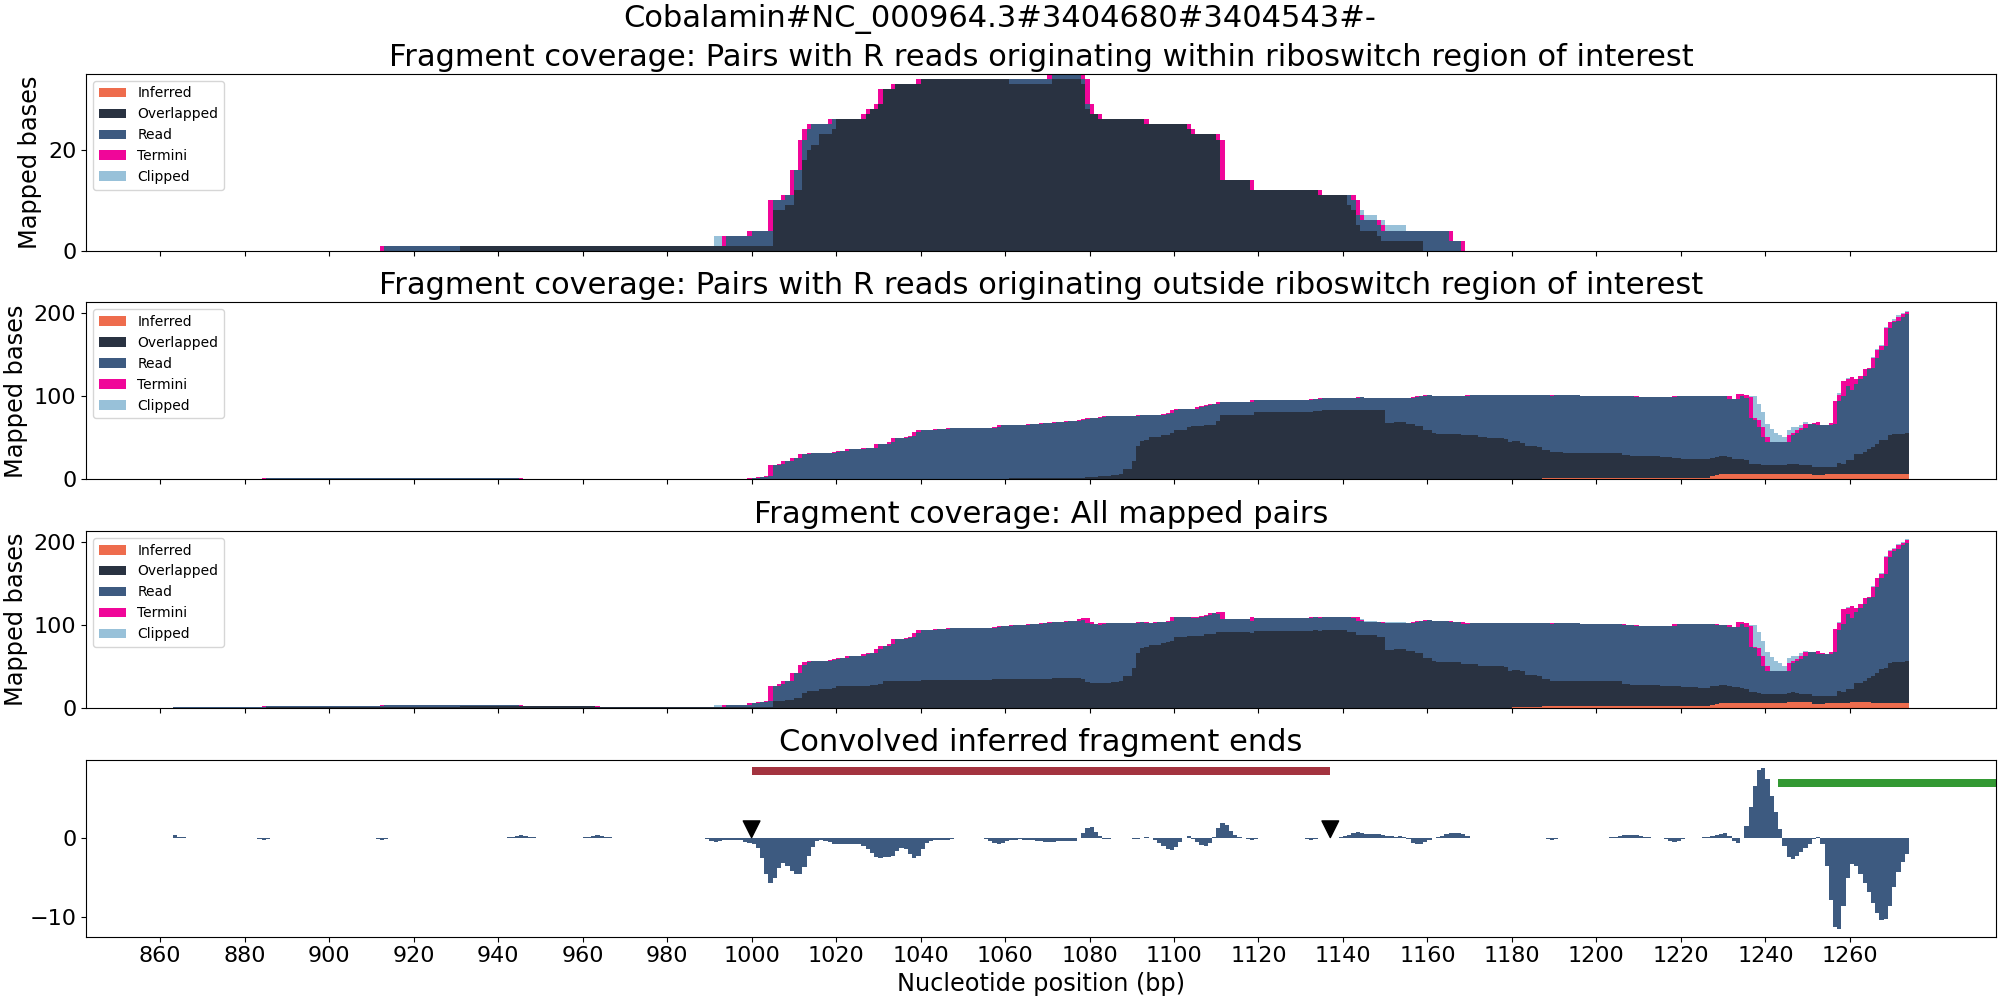 Cobalamin#NC_000964.3#3404680#3404543#-
Fragment coverage: Pairs with R reads originating within riboswitch region of interest
Mapped bases
20
0
Inferred
Overlapped
Read
Termini
Clipped
Fragment coverage: Pairs with R reads originating outside riboswitch region of interest
Mapped bases
200
100
0
Inferred
Overlapped
Read
Termini
Clipped
Fragment coverage: All mapped pairs
Mapped bases
200
100
0
Inferred
Overlapped
Read
Termini
Clipped
Convolved inferred fragment ends
0
−10
860 880 900 920 940 960 980 1000 1020 1040 1060 1080 1100 1120 1140 1160 1180 1200 1220 1240 1260
Nucleotide position (bp)